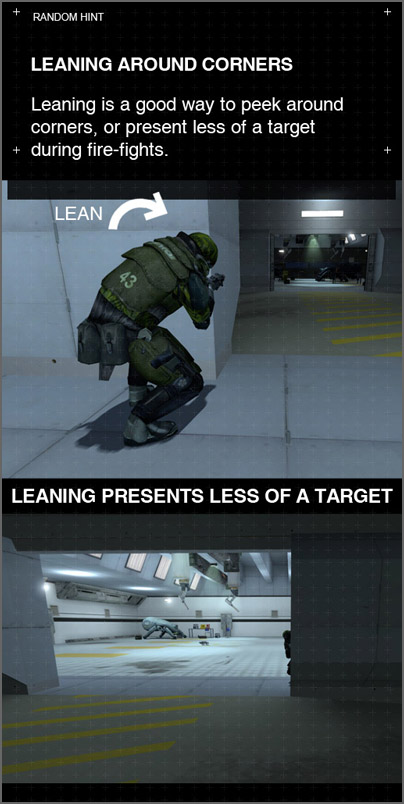 RANDOM HINT
LEANING AROUND CORNERS
Leaning is a good way to peek around
corners, or present less of a target
during fire-fights.
LEAN
43
LEANING PRESENTS LESS OF A TARGET